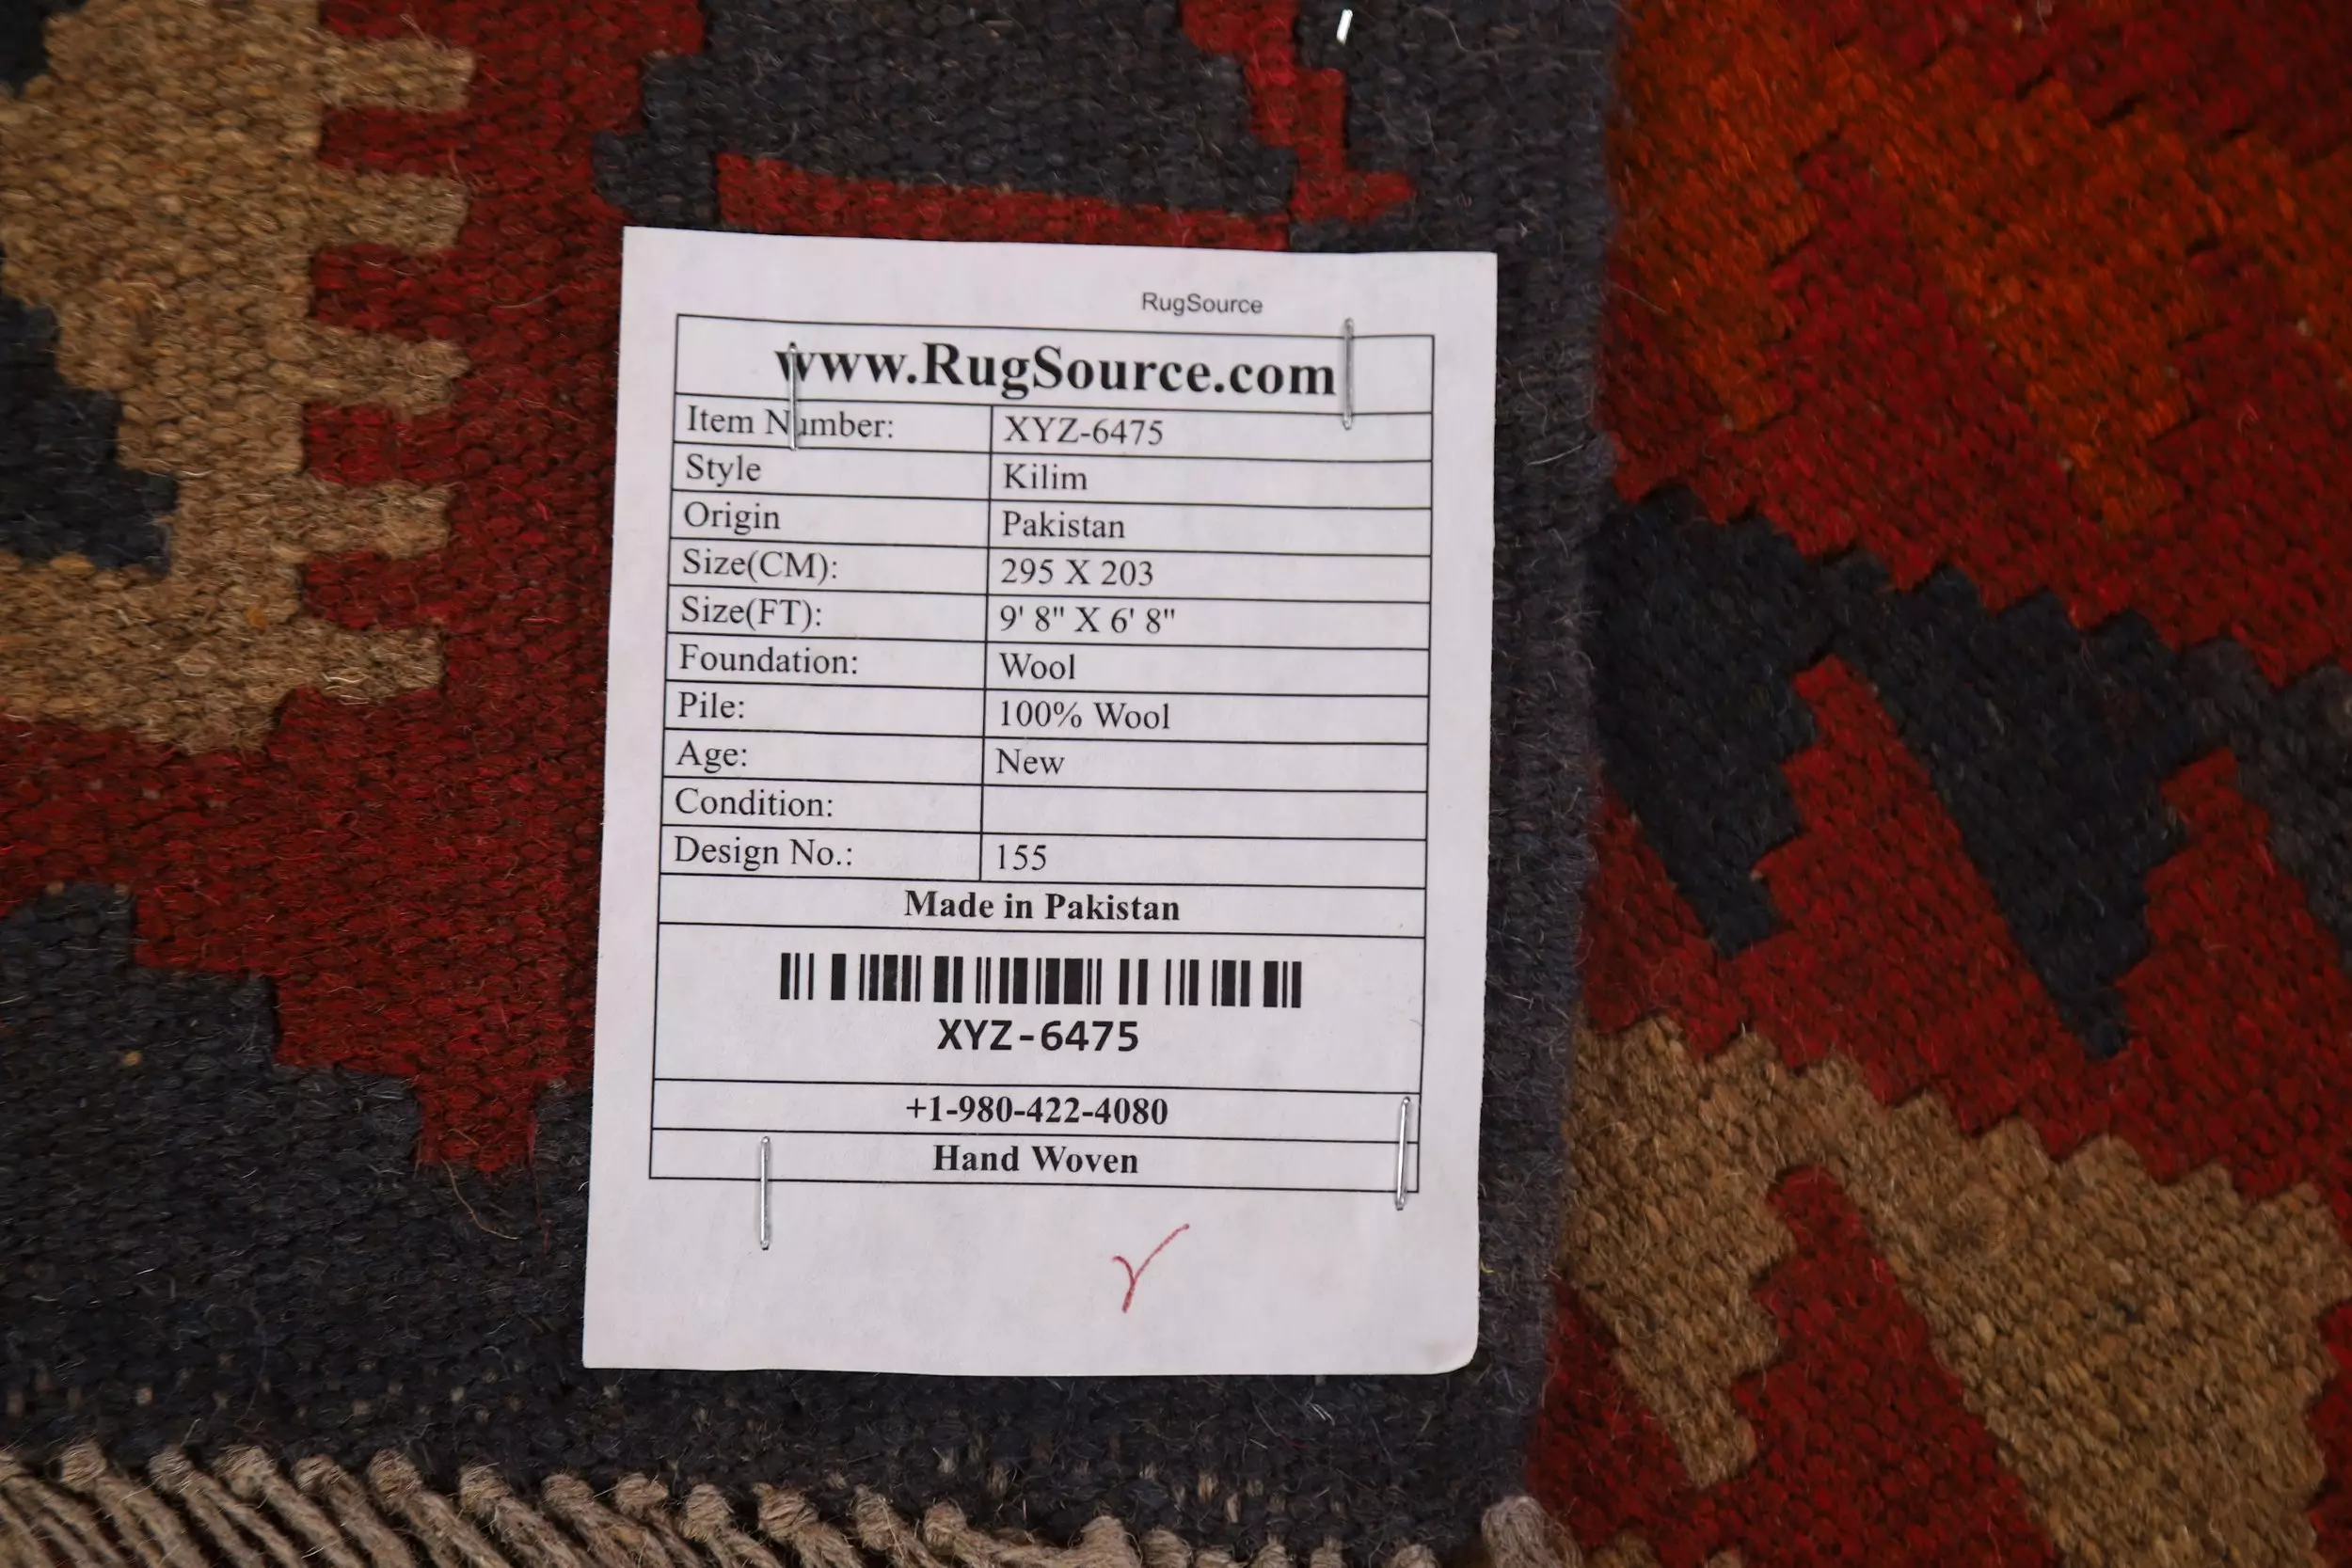 RugSource
www.RugSource.com
Item Number: XYZ-6475
Style Kilim
Origin Pakistan
Size(CM): 295 X 203
Size(FT): 9' 8" X 6' 8"
Foundation: Wool
Pile: 100% Wool
Age: New
Condition:
Design No.: 155
Made in Pakistan
XYZ-6475
+1-980-422-4080
Hand Woven